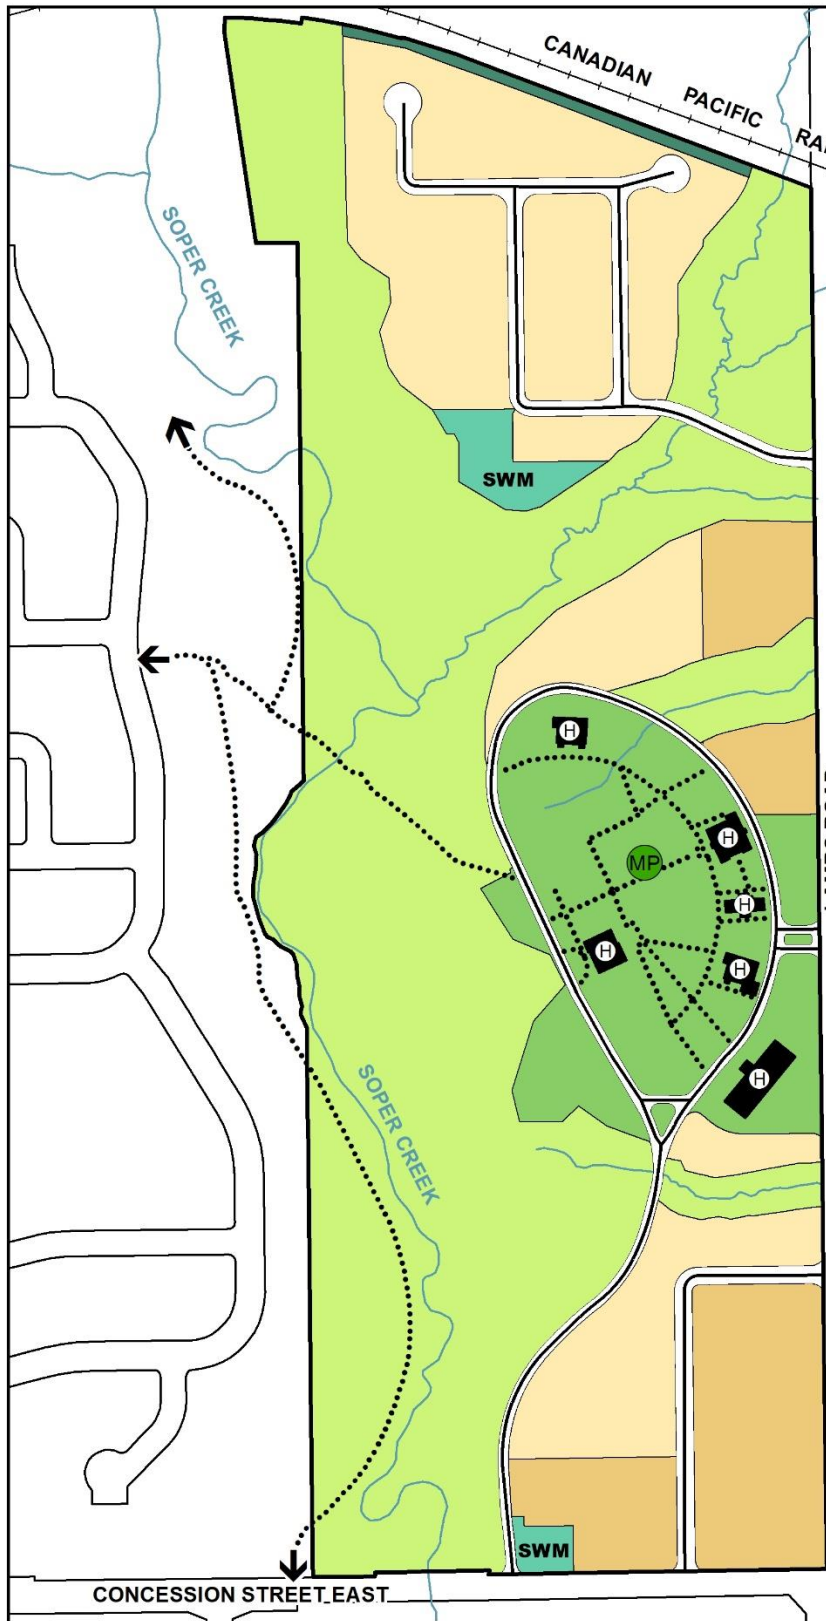 CANADIAN PACIFIC
SOPER CREEK
SWM
H
MP
H
H
H
H
H
SOPER CREEK
SWM
CONCESSION STREET EAST